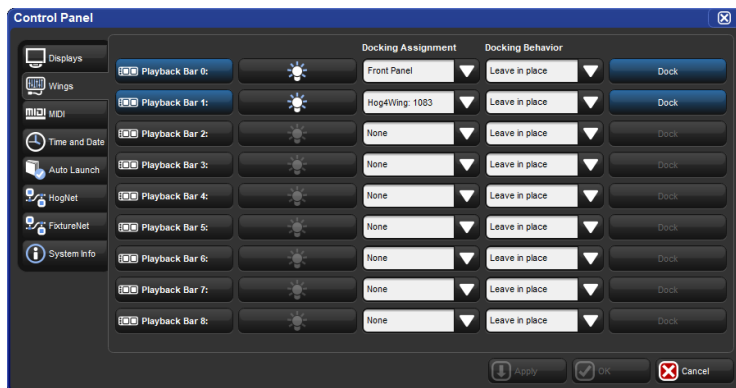 Control Panel
Displays
Wings
MIDI MIDI
Time and Date
Auto Launch
HogNet
FixtureNet
System Info
Docking Assignment Docking Behavior
Playback Bar 0: Front Panel Leave in place Dock
Playback Bar 1: Hog4Wing: 1083 Leave in place Dock
Playback Bar 2: None Leave in place Dock
Playback Bar 3: None Leave in place Dock
Playback Bar 4: None Leave in place Dock
Playback Bar 5: None Leave in place Dock
Playback Bar 6: None Leave in place Dock
Playback Bar 7: None Leave in place Dock
Playback Bar 8: None Leave in place Dock
Apply OK Cancel